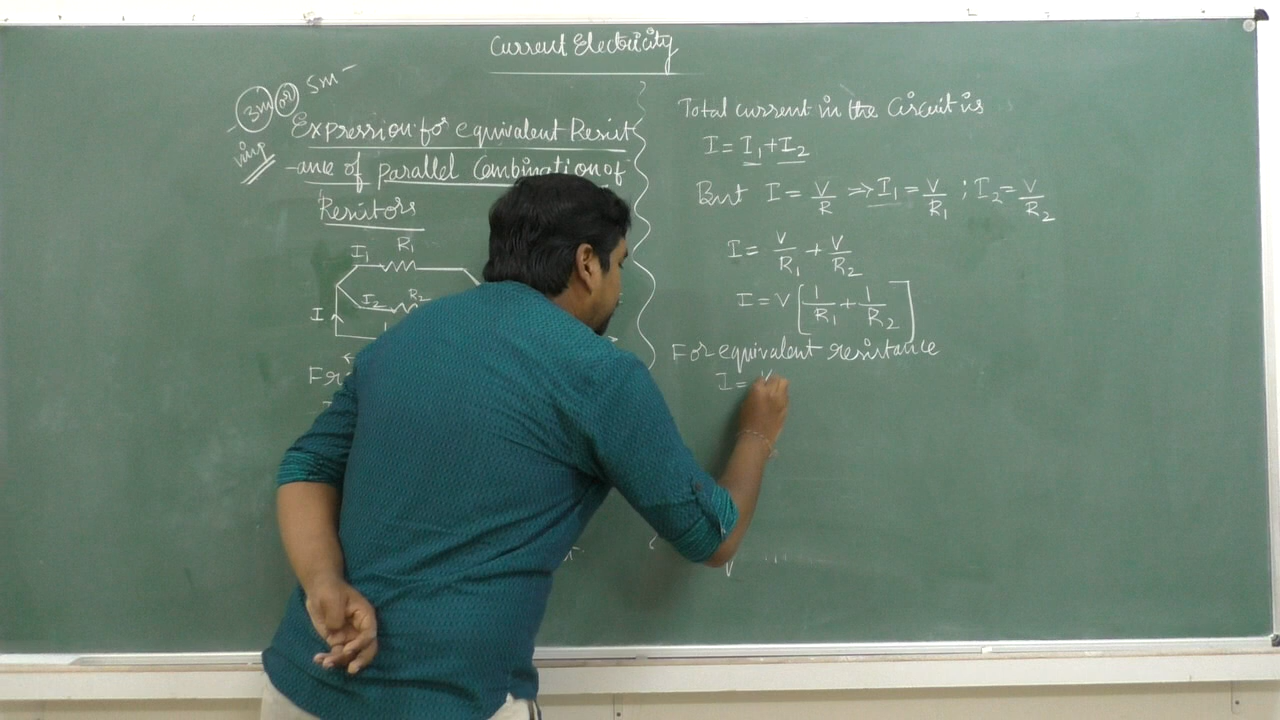 Current Electricity
3m or 5m
Vimp
Expression for equivalent Resist
-ance of parallel Combination of
Resistors
I₁ R₁
I₂ R₂
I
Total current in the Circuit is
I = I₁ + I₂
But I = V/R ⇒ I₁ = V/R₁ ; I₂ = V/R₂
I = V/R₁ + V/R₂
I = V [1/R₁ + 1/R₂]
For equivalent resistance
I = V